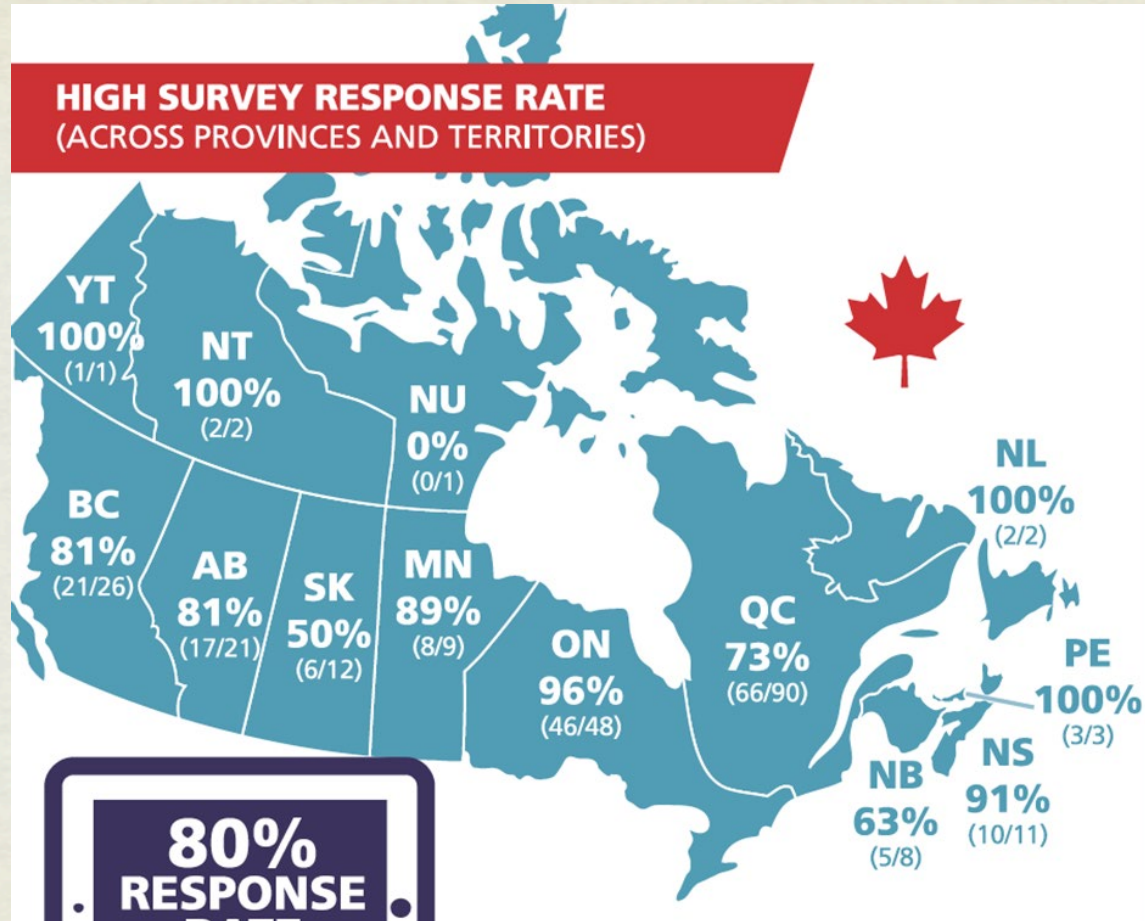 HIGH SURVEY RESPONSE RATE
(ACROSS PROVINCES AND TERRITORIES)
YT
100%
(1/1)
NT
100%
(2/2)
NU
0%
(0/1)
BC
81%
(21/26)
AB
81%
(17/21)
SK
50%
(6/12)
MN
89%
(8/9)
ON
96%
(46/48)
QC
73%
(66/90)
NL
100%
(2/2)
PE
100%
(3/3)
NS
91%
(10/11)
NB
63%
(5/8)
80%
RESPONSE
RATE